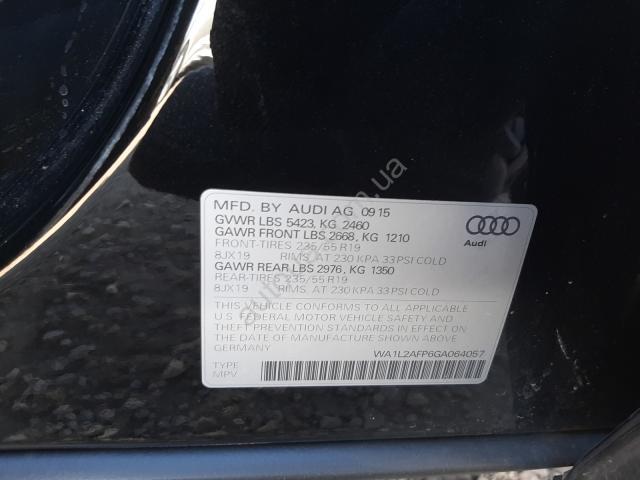 MFD. BY AUDI AG 09 15
GVWR LBS 5423, KG 2460
GAWR FRONT LBS 2668, KG 1210
FRONT-TIRES 235/55 R19
8JX19 RIMS AT 230 KPA 33 PSI COLD
GAWR REAR LBS 2976, KG 1350
REAR-TIRES 235/55 R19
8JX19 RIMS AT 230 KPA 33 PSI COLD
Audi
THIS VEHICLE CONFORMS TO ALL APPLICABLE
U.S. FEDERAL MOTOR VEHICLE SAFETY AND
THEFT PREVENTION STANDARDS IN EFFECT ON THE
DATE OF MANUFACTURE SHOWN ABOVE.
WA1L2AFP6GA064057
TYPE
MPV